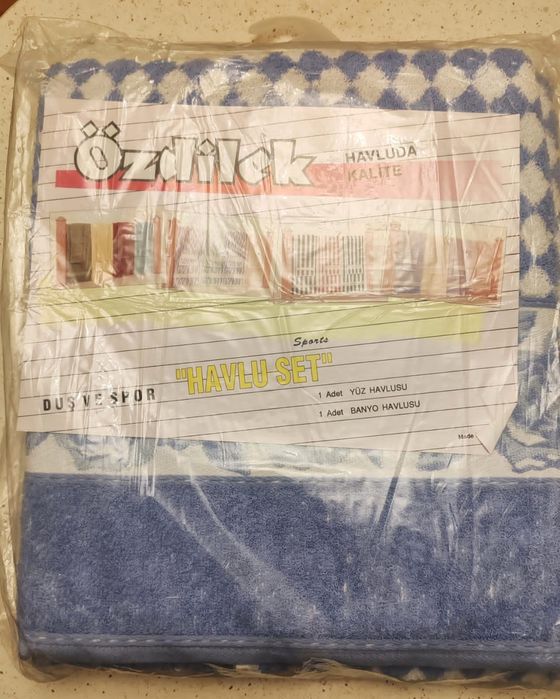 Özdilek
HAVLUDA
KALİTE
Sports
"HAVLU SET"
DUŞ VE SPOR
1 Adet YÜZ HAVLUSU
1 Adet BANYO HAVLUSU
Made